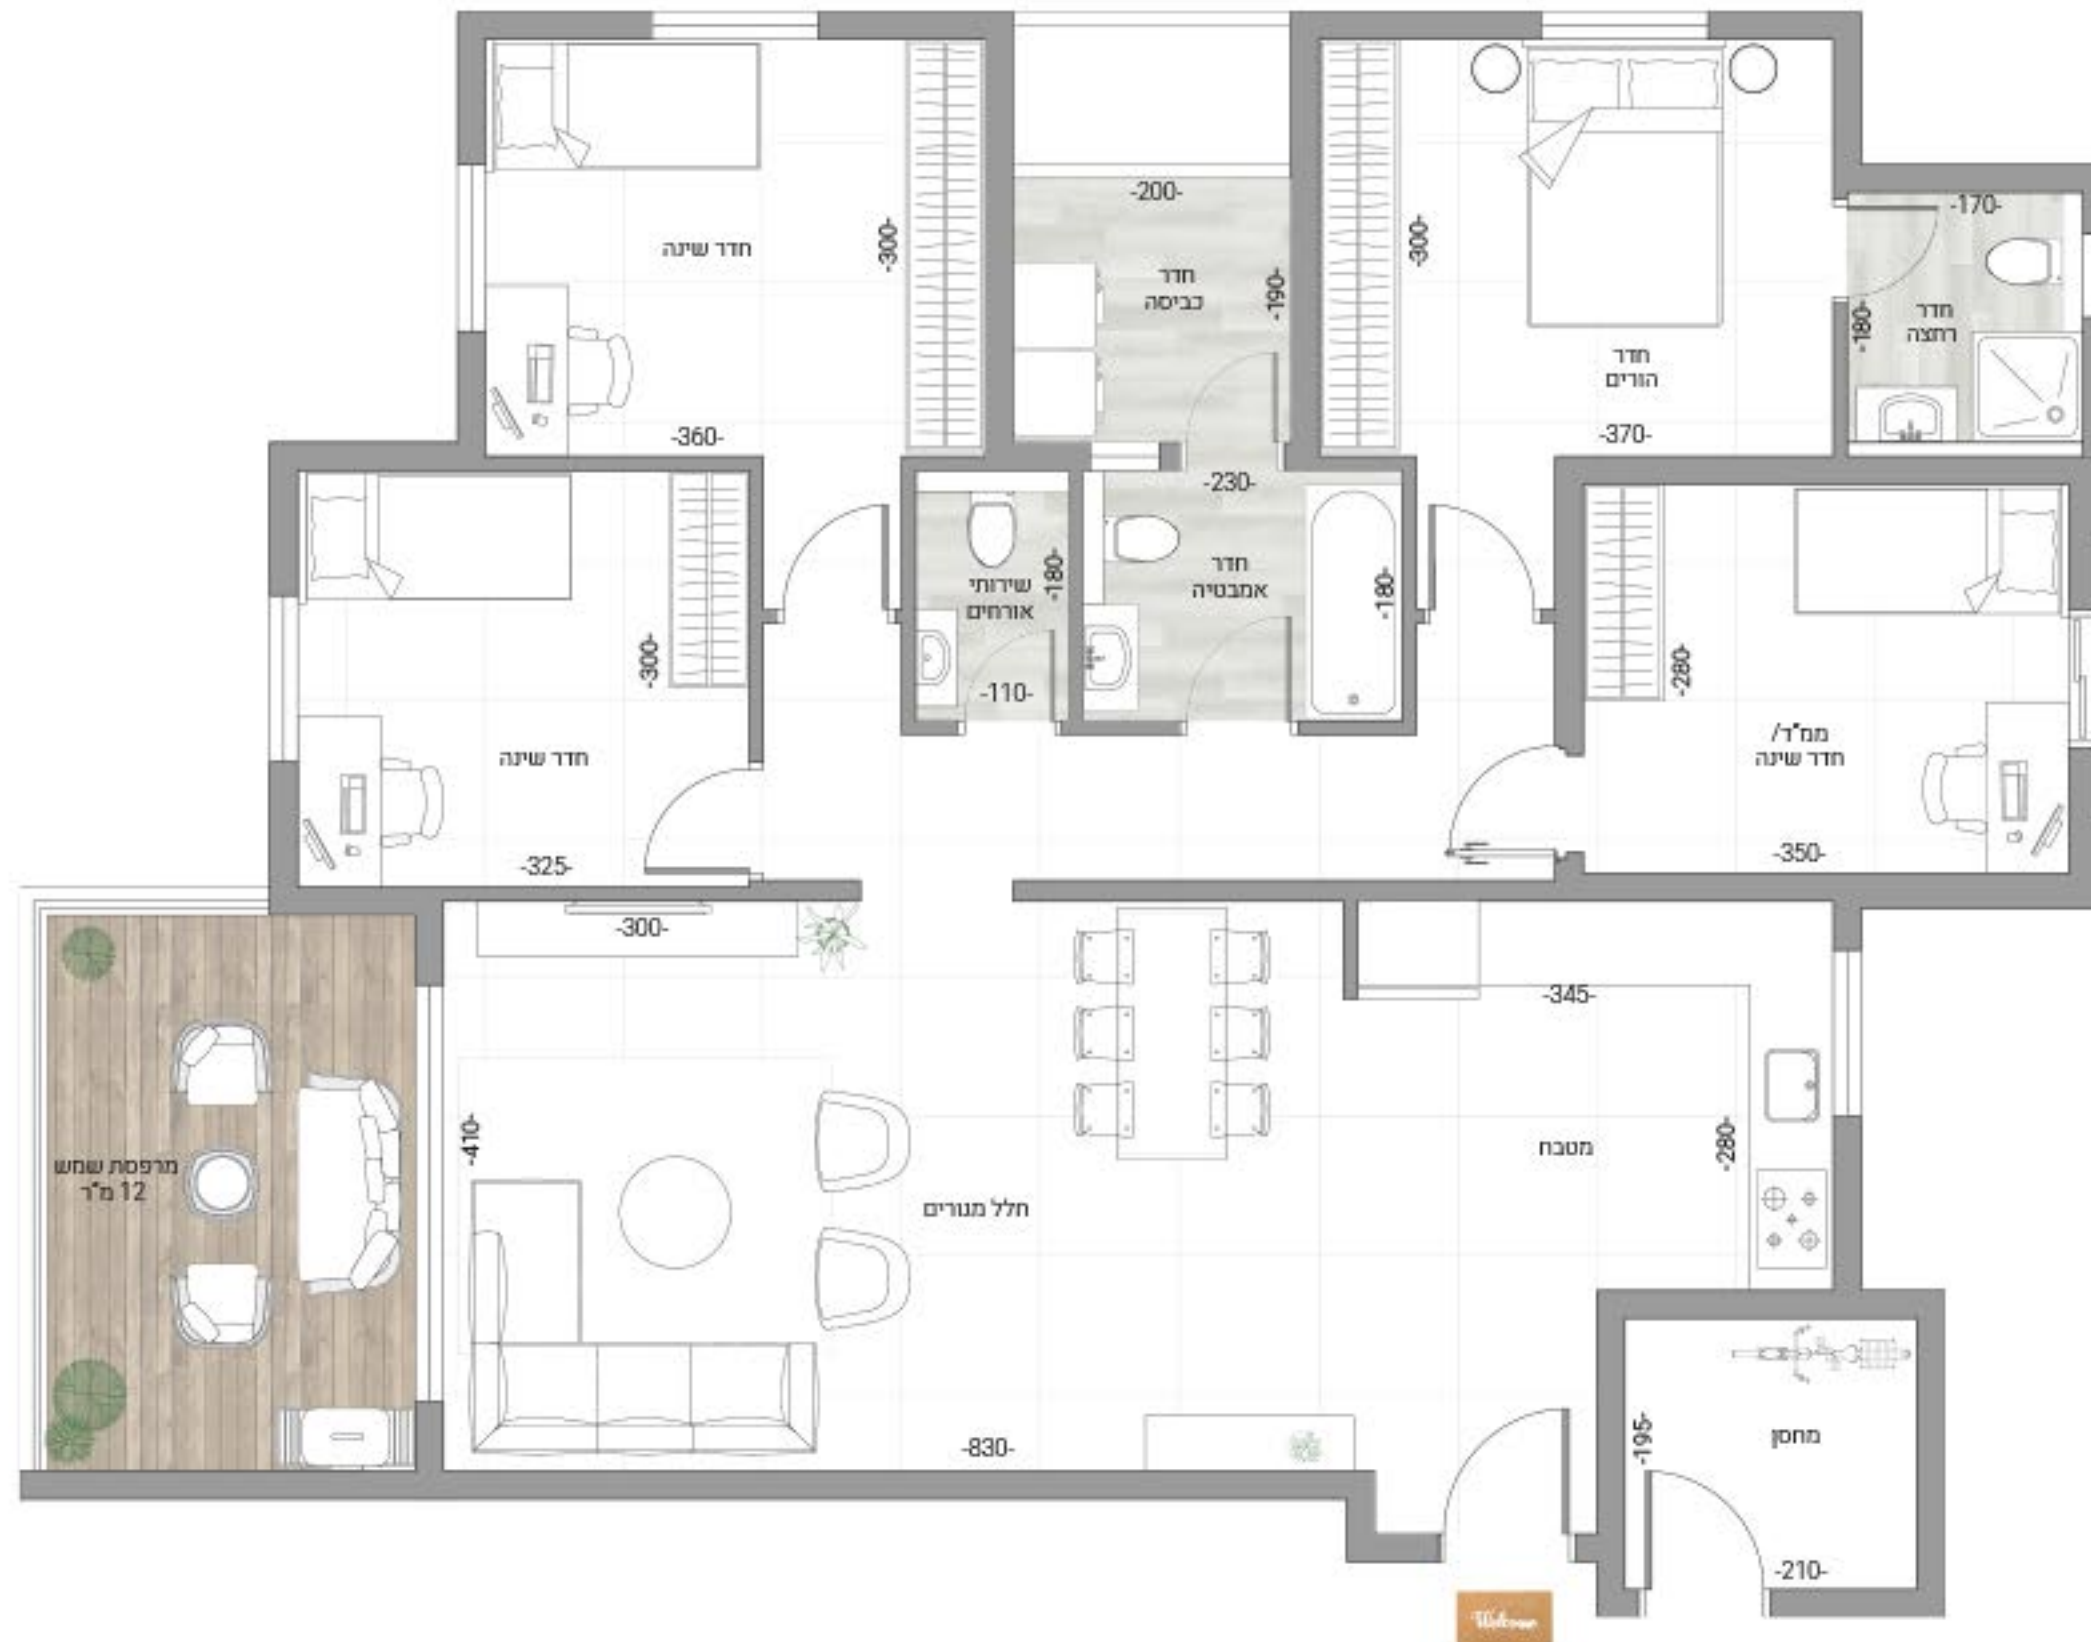 -200-
-170-
חדר שינה
-300-
חדר
כביסה
-190-
-300-
חדר
הורים
-180-
חדר
רחצה
-360-
-370-
-230-
שירותי
אורחים
-180-
-110-
חדר
אמבטיה
-180-
-300-
חדר שינה
-325-
-280-
ממ"ד/
חדר שינה
-350-
-300-
-345-
-410-
מטבח
-280-
מרפסת שמש
12 מ"ר
חלל מגורים
-830-
-195-
מחסן
-210-
Welcome